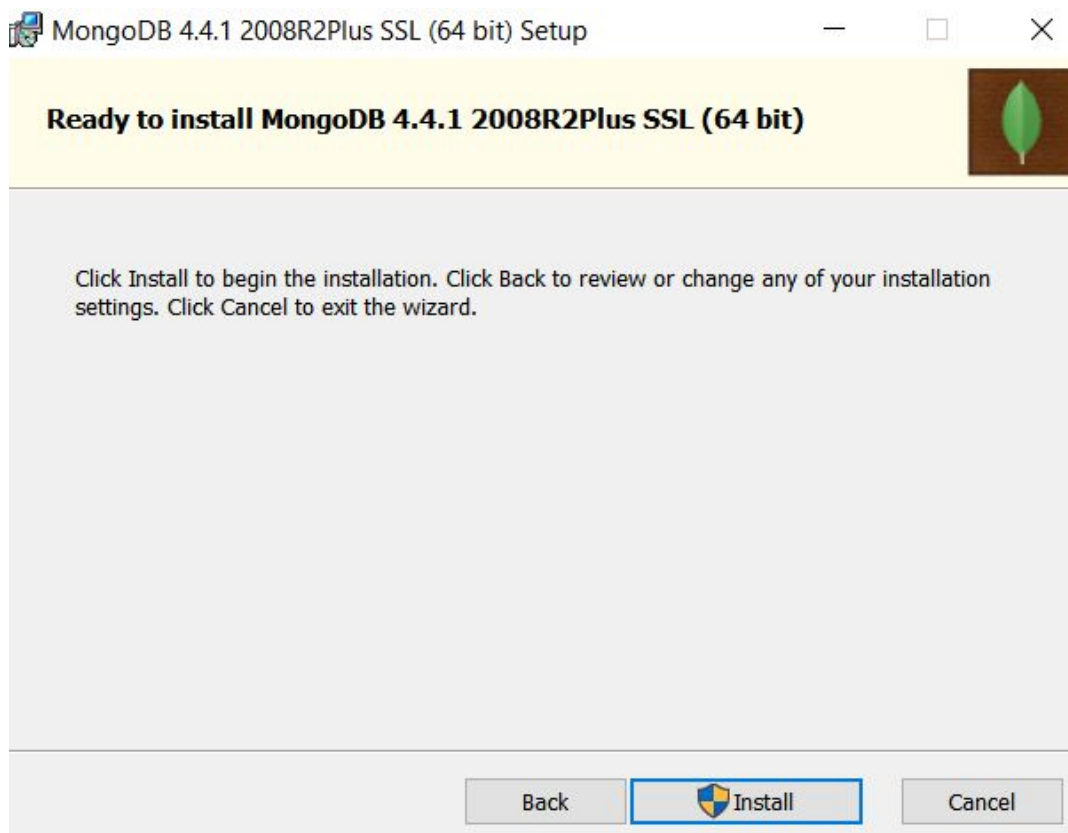 MongoDB 4.4.1 2008R2Plus SSL (64 bit) Setup
Ready to install MongoDB 4.4.1 2008R2Plus SSL (64 bit)
Click Install to begin the installation. Click Back to review or change any of your installation
settings. Click Cancel to exit the wizard.
Back Install Cancel